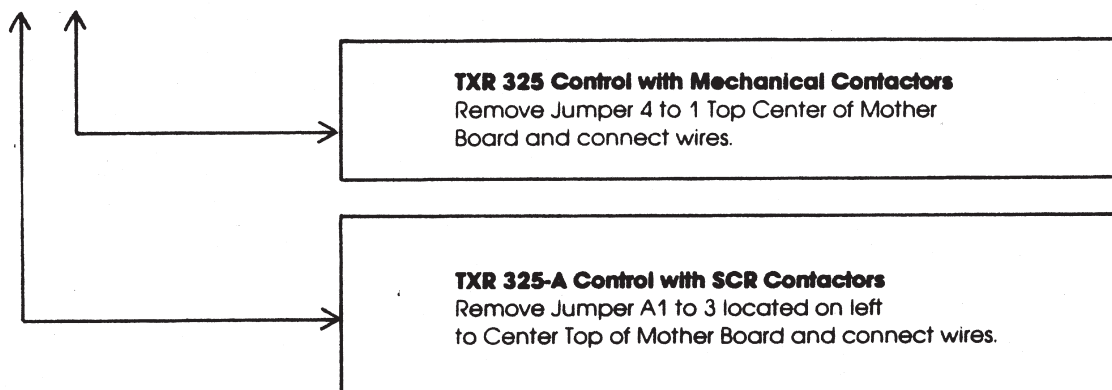 TXR 325 Control with Mechanical Contactors
Remove Jumper 4 to 1 Top Center of Mother
Board and connect wires.
TXR 325-A Control with SCR Contactors
Remove Jumper A1 to 3 located on left
to Center Top of Mother Board and connect wires.